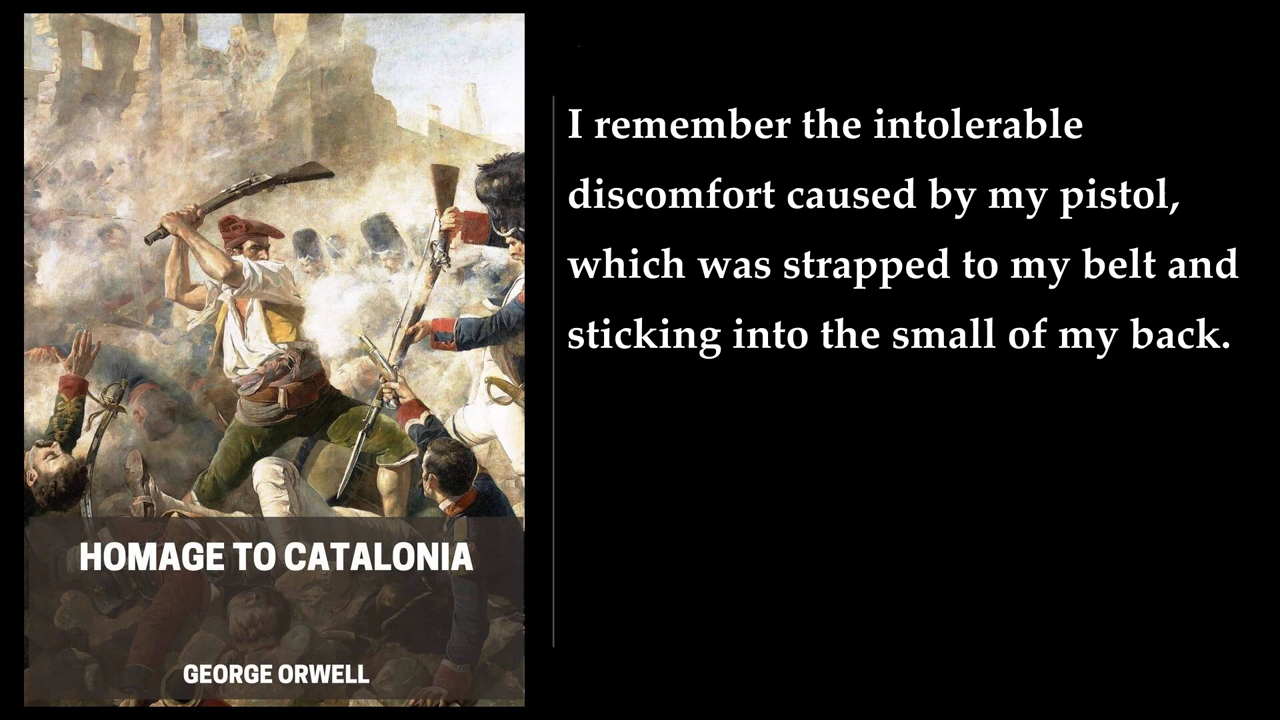 I remember the intolerable
discomfort caused by my pistol,
which was strapped to my belt and
sticking into the small of my back.
HOMAGE TO CATALONIA
GEORGE ORWELL